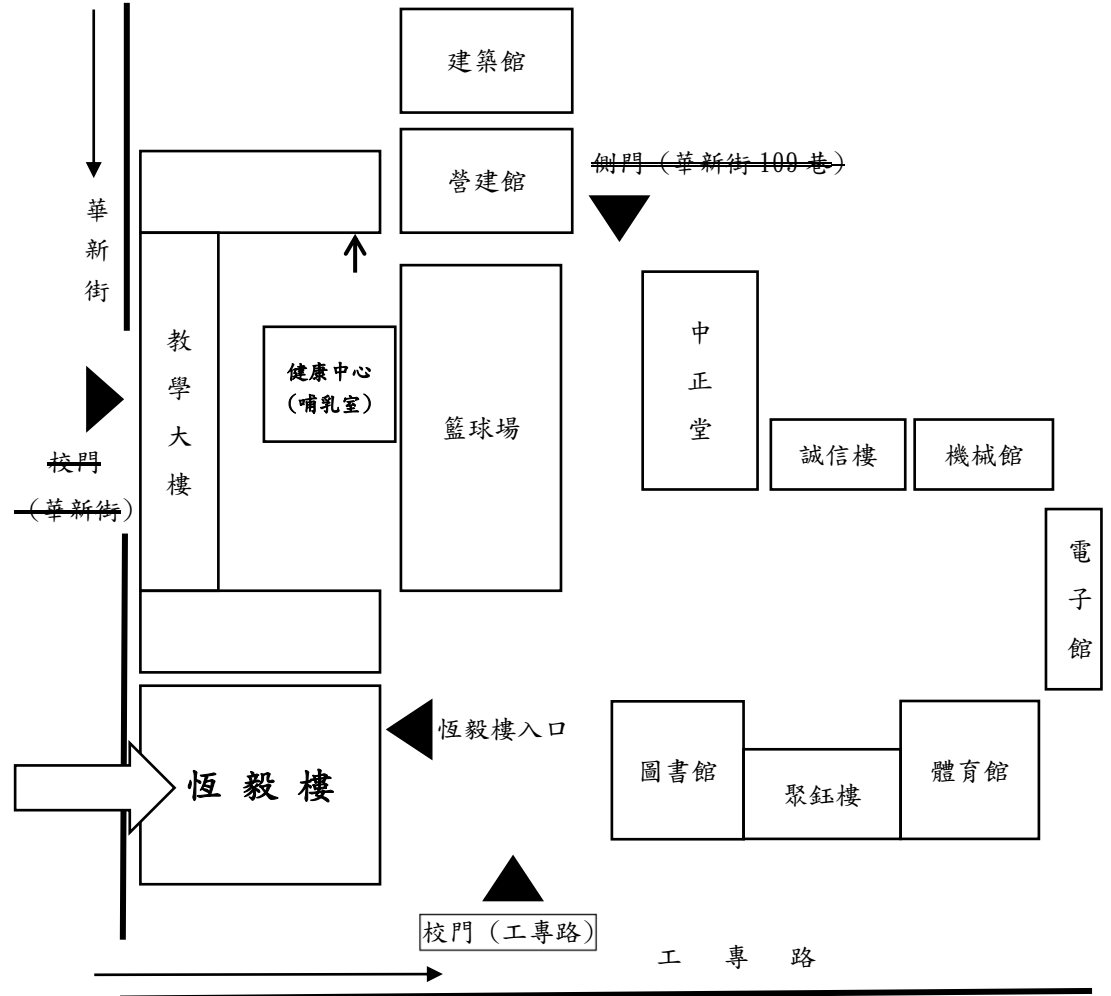 建築館
營建館
側門（華新街109巷）
華新街
教學大樓
健康中心
（哺乳室）
籃球場
中正堂
誠信樓
機械館
校門
（華新街）
電子館
恆毅樓入口
恆毅樓
圖書館
聚鈺樓
體育館
校門（工專路）
工專路